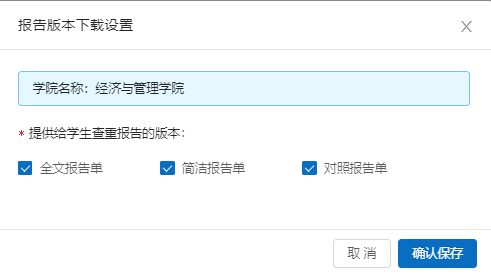 报告版本下载设置
学院名称：经济与管理学院
* 提供给学生查重报告的版本：
全文报告单 简洁报告单 对照报告单
取 消 确认保存